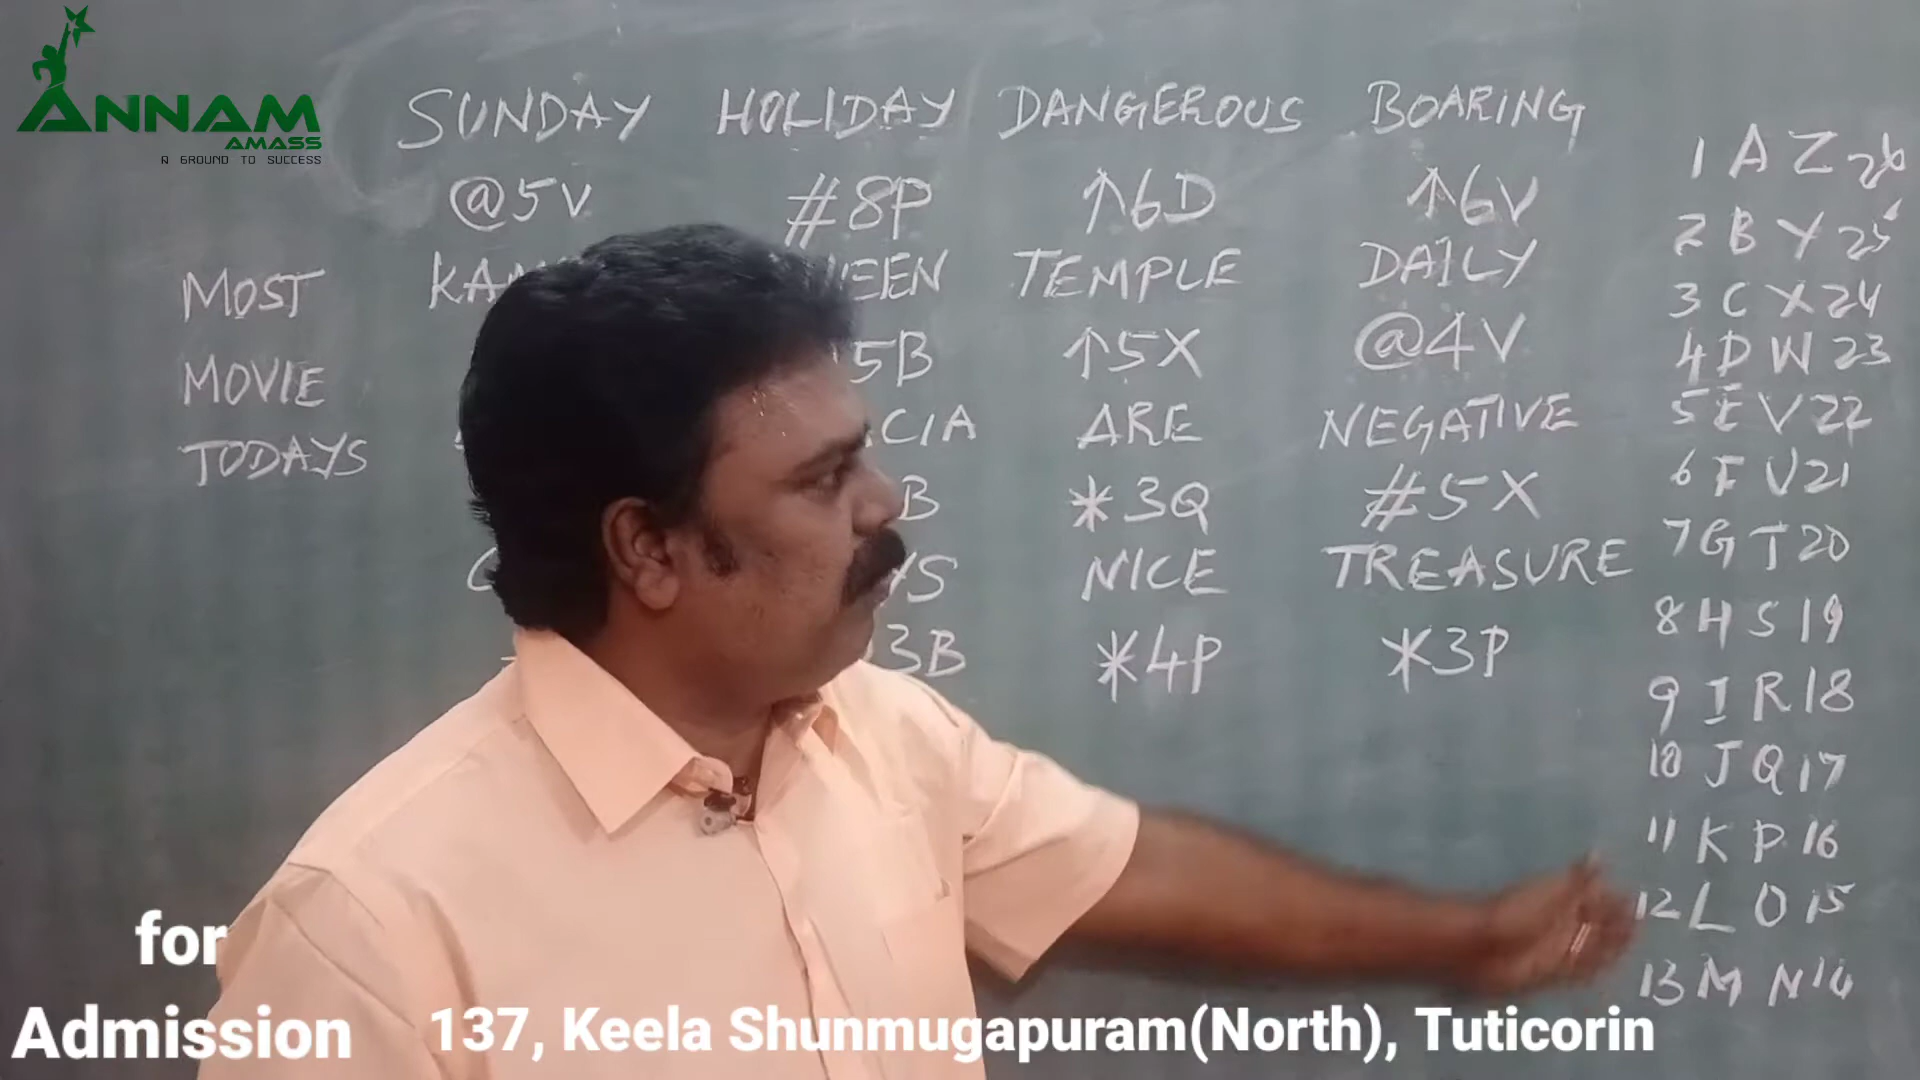 ANNAM
AMASS
A GROUND TO SUCCESS
SUNDAY HOLIDAY DANGEROUS BOARING
@5V #8P ↑6D ↑6V
MOST TEMPLE DAILY
5B ↑5X @4V
MOVIE ARE NEGATIVE
TODAYS *3Q #5X
NICE TREASURE
3B *4P *3P
1 A Z 26
2 B Y 25
3 C X 24
4 D W 23
5 E V 22
6 F U 21
7 G T 20
8 H S 19
9 I R 18
10 J Q 17
11 K P 16
12 L O 15
13 M N 14
for
Admission 137, Keela Shunmugapuram(North), Tuticorin